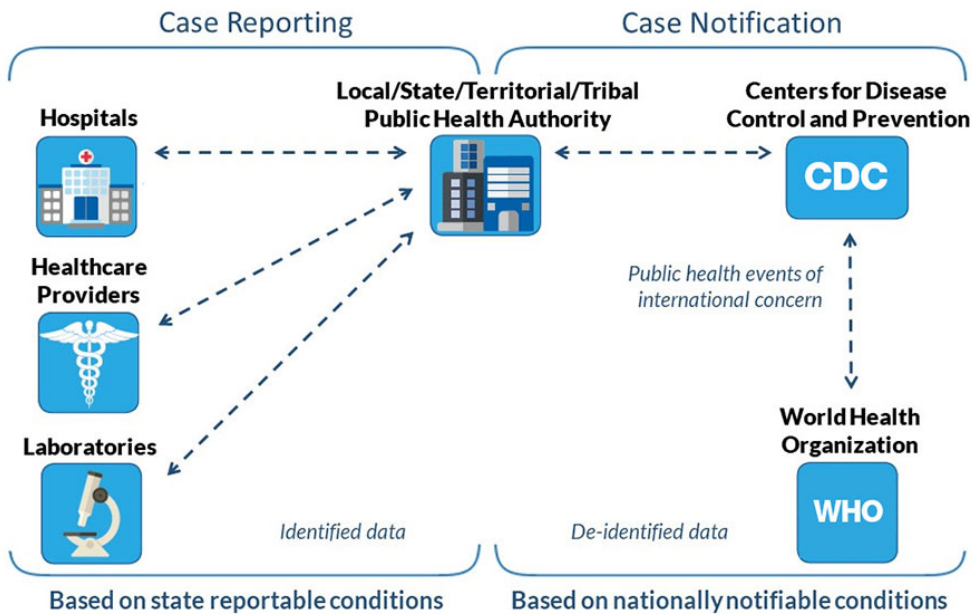 Case Reporting
Case Notification
Local/State/Territorial/Tribal
Public Health Authority
Centers for Disease
Control and Prevention
Hospitals
CDC
Healthcare
Providers
Public health events of
international concern
Laboratories
World Health
Organization
WHO
Identified data
De-identified data
Based on state reportable conditions
Based on nationally notifiable conditions